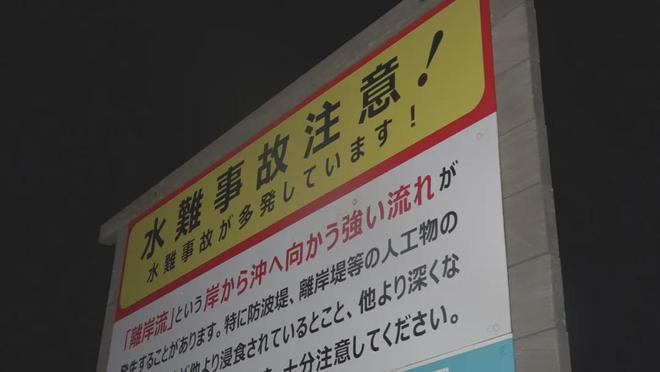 水難事故注意！
水難事故が多発しています！
「離岸流」という岸から沖へ向かう強い流れが
発生することがあります。特に防波堤、離岸堤等の人工物の
が他より浸食されているとこと、他より深くな
十分注意してください。